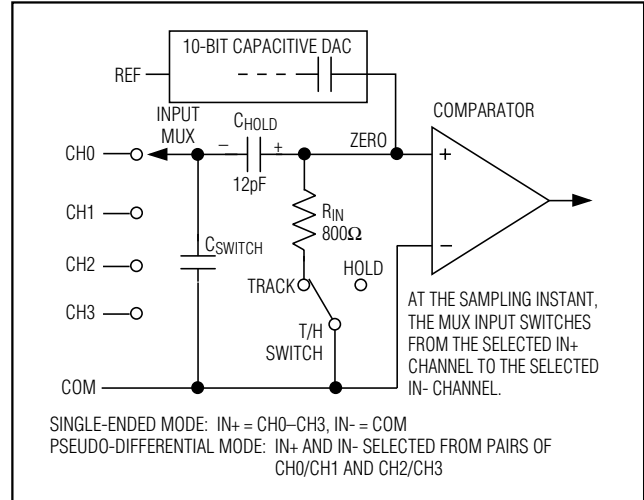 10-BIT CAPACITIVE DAC
REF
INPUT
MUX
CHOLD
− +
12pF
ZERO
COMPARATOR
+
−
CH0
CH1
CH2
CH3
CSWITCH
RIN
800Ω
TRACK
HOLD
T/H
SWITCH
COM
AT THE SAMPLING INSTANT,
THE MUX INPUT SWITCHES
FROM THE SELECTED IN+
CHANNEL TO THE SELECTED
IN- CHANNEL.
SINGLE-ENDED MODE: IN+ = CH0–CH3, IN- = COM
PSEUDO-DIFFERENTIAL MODE: IN+ AND IN- SELECTED FROM PAIRS OF
CH0/CH1 AND CH2/CH3